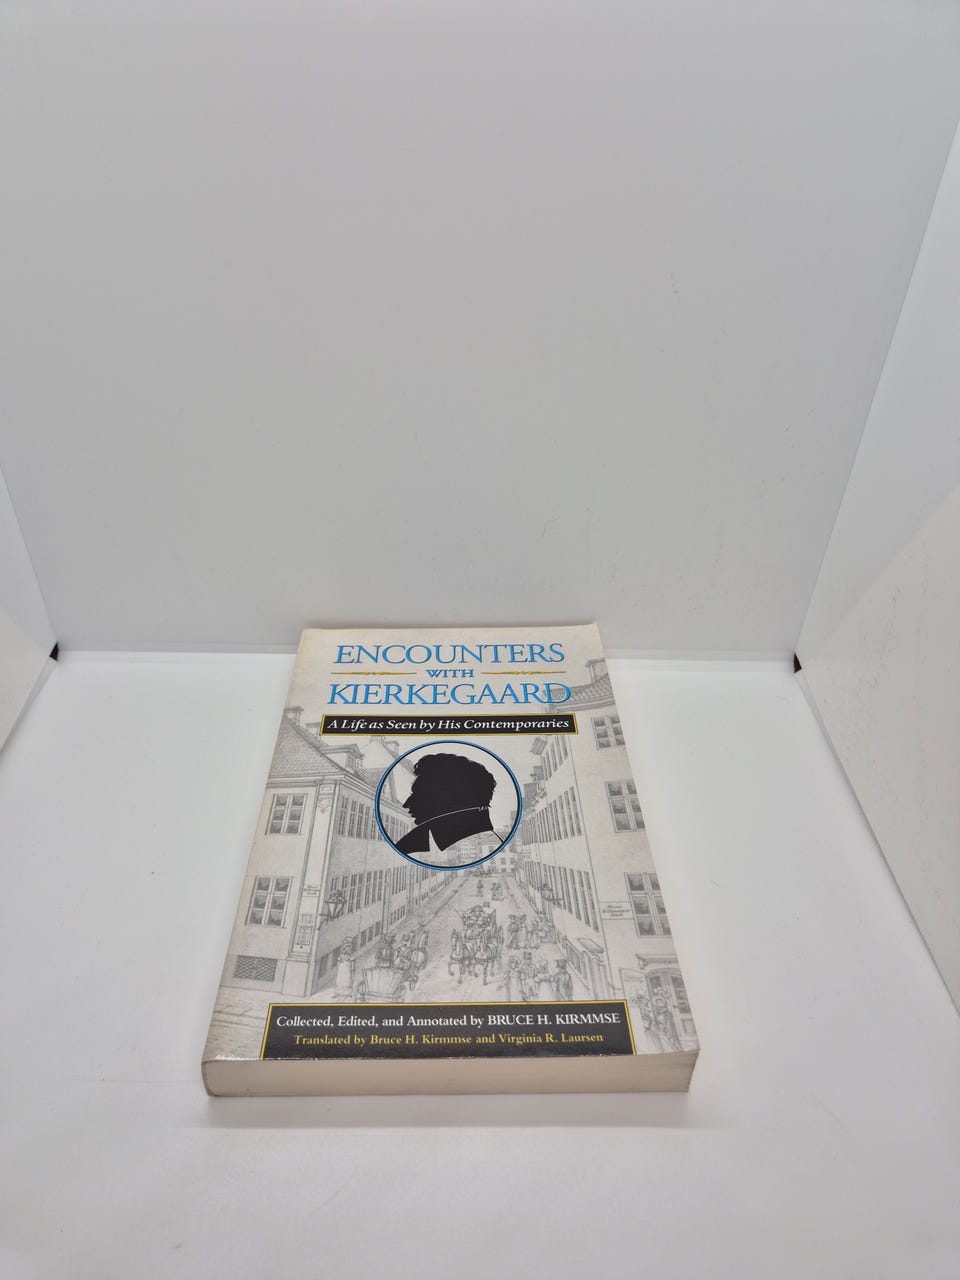 ENCOUNTERS
WITH
KIERKEGAARD
A Life as Seen by His Contemporaries
Collected, Edited, and Annotated by BRUCE H. KIRMMSE
Translated by Bruce H. Kirmmse and Virginia R. Laursen